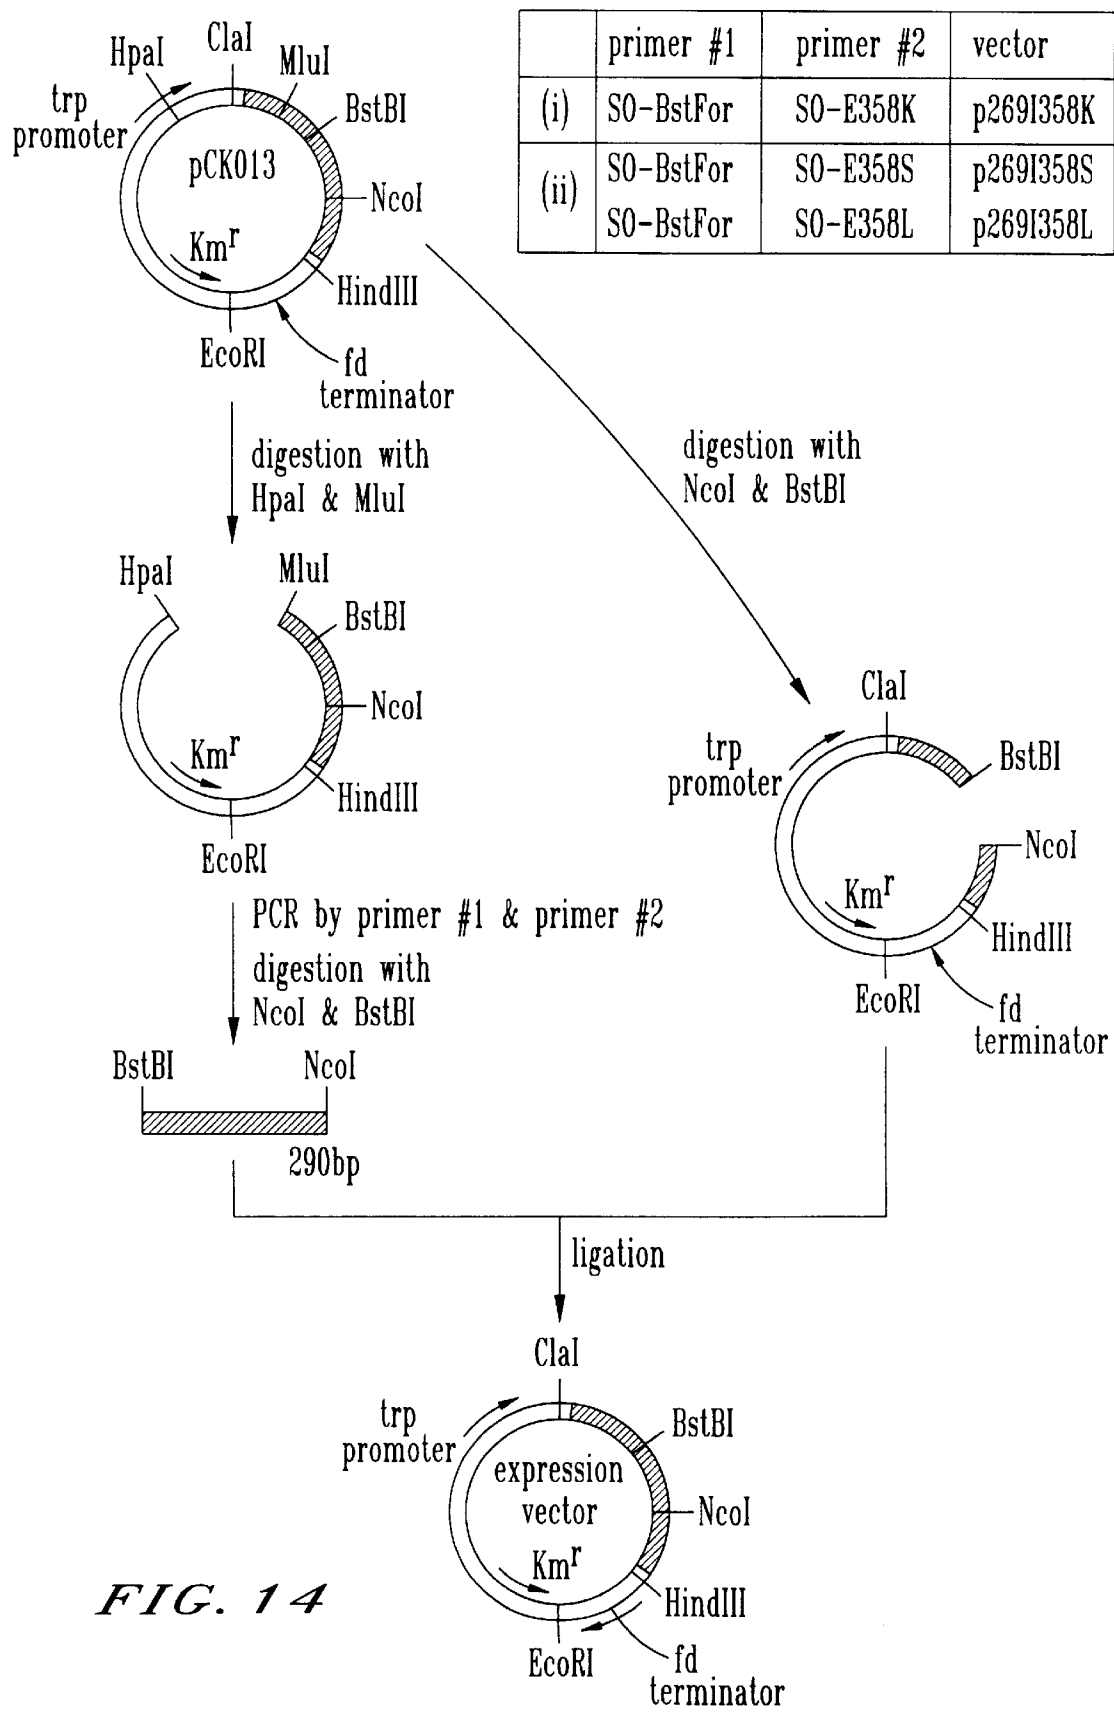 primer #1 primer #2 vector
(i) SO-BstFor SO-E358K p269I358K
(ii) SO-BstFor SO-E358S p269I358S
SO-BstFor SO-E358L p269I358L
ClaI
HpaI
MluI
trp
promoter
BstBI
pCK013
NcoI
Kmr
HindIII
EcoRI
fd
terminator
digestion with
HpaI & MluI
digestion with
NcoI & BstBI
HpaI
MluI
BstBI
NcoI
Kmr
HindIII
EcoRI
ClaI
trp
promoter
BstBI
NcoI
Kmr
HindIII
EcoRI
fd
terminator
PCR by primer #1 & primer #2
digestion with
NcoI & BstBI
BstBI
NcoI
290bp
ligation
ClaI
trp
promoter
BstBI
expression
vector
NcoI
Kmr
HindIII
EcoRI
fd
terminator
FIG. 14